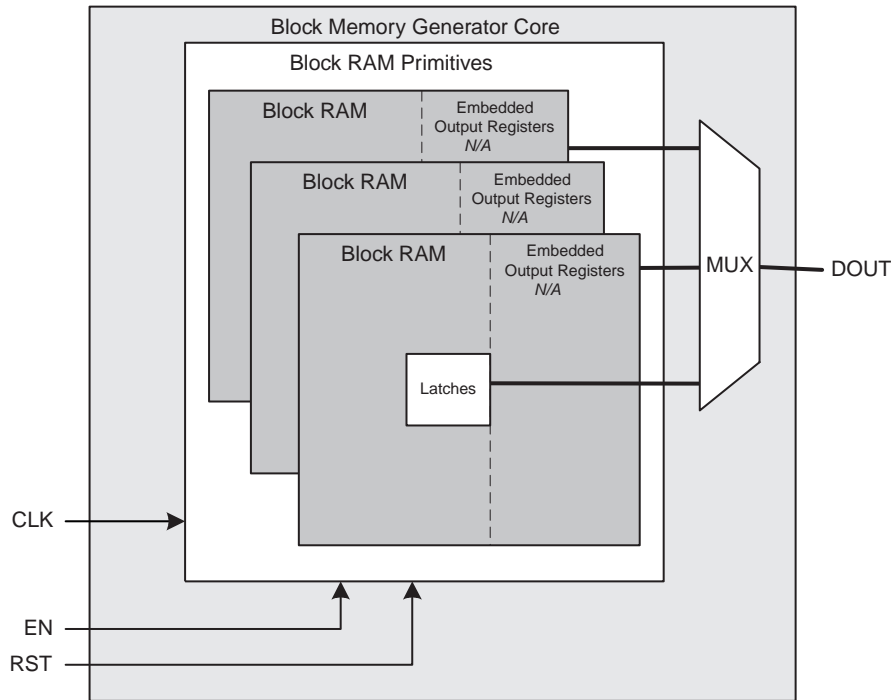 Block Memory Generator Core
Block RAM Primitives
Block RAM
Embedded
Output Registers
N/A
Block RAM
Embedded
Output Registers
N/A
Block RAM
Embedded
Output Registers
N/A
MUX
DOUT
Latches
CLK
EN
RST